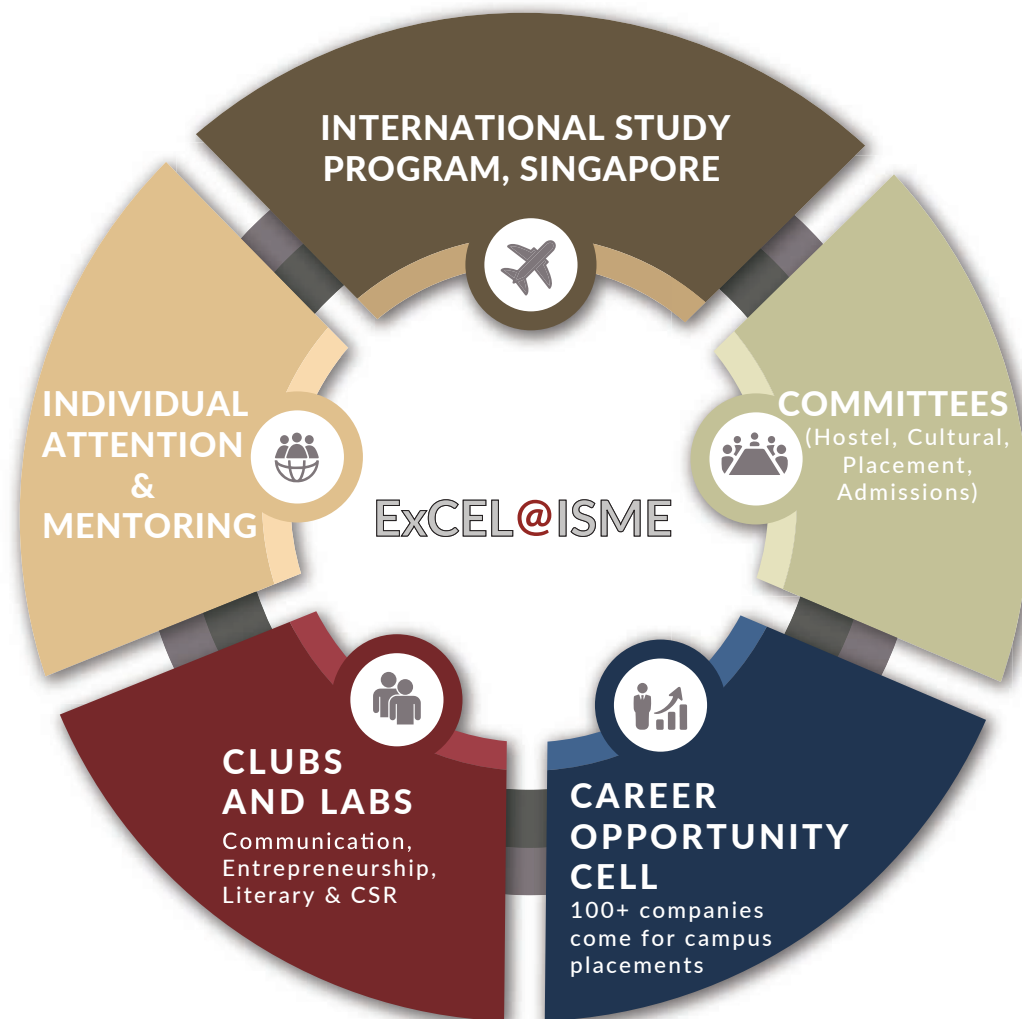 INTERNATIONAL STUDY
PROGRAM, SINGAPORE
COMMITTEES
(Hostel, Cultural,
Placement,
Admissions)
INDIVIDUAL
ATTENTION
&
MENTORING
ExCEL@ISME
CLUBS
AND LABS
Communication,
Entrepreneurship,
Literary & CSR
CAREER
OPPORTUNITY
CELL
100+ companies
come for campus
placements